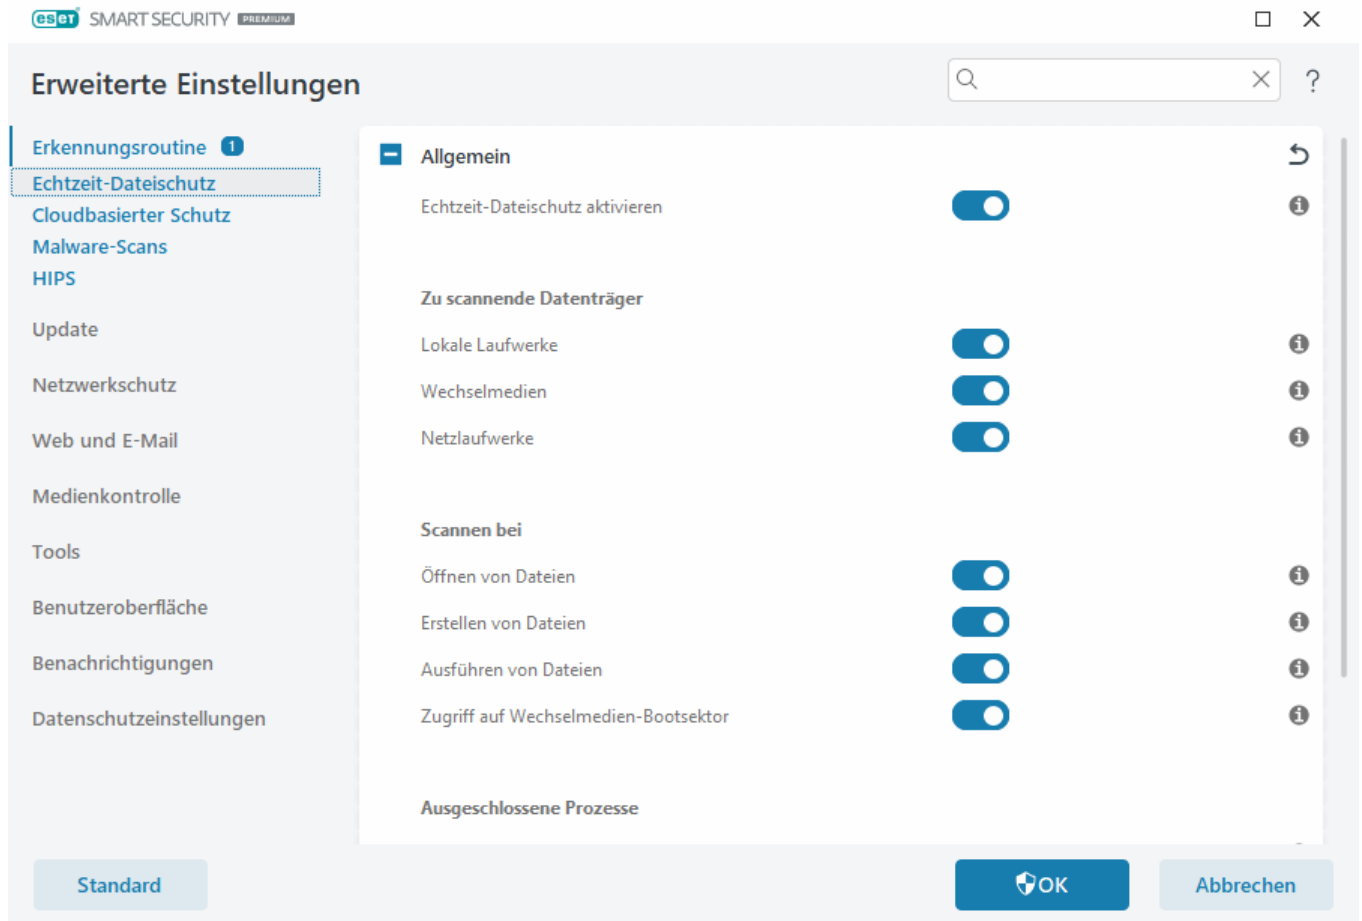 eset SMART SECURITY PREMIUM
Erweiterte Einstellungen
?
Erkennungsroutine 1
Echtzeit-Dateischutz
Cloudbasierter Schutz
Malware-Scans
HIPS
Update
Netzwerkschutz
Web und E-Mail
Medienkontrolle
Tools
Benutzeroberfläche
Benachrichtigungen
Datenschutzeinstellungen
Allgemein
Echtzeit-Dateischutz aktivieren
Zu scannende Datenträger
Lokale Laufwerke
Wechselmedien
Netzlaufwerke
Scannen bei
Öffnen von Dateien
Erstellen von Dateien
Ausführen von Dateien
Zugriff auf Wechselmedien-Bootsektor
Ausgeschlossene Prozesse
Standard
OK
Abbrechen